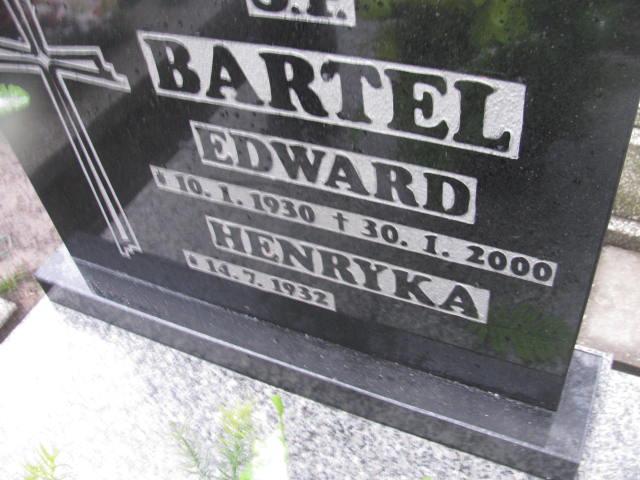 Ś.P.
BARTEL
EDWARD
* 10. 1. 1930 † 30. 1. 2000
HENRYKA
* 14. 7. 1932